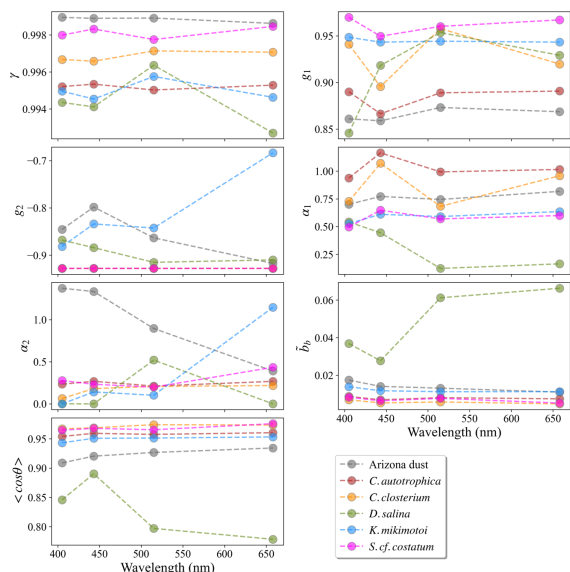 0.998
0.996
0.994
γ
0.95
0.90
0.85
g₁
−0.7
−0.8
−0.9
g₂
1.00
0.75
0.50
0.25
α₁
1.0
0.5
0.0
α₂
0.06
0.04
0.02
0.00
b̃_b
400 450 500 550 600 650
Wavelength (nm)
0.95
0.90
0.85
0.80
<cosθ>
400 450 500 550 600 650
Wavelength (nm)
Arizona dust
C. autotrophica
C. closterium
D. salina
K. mikimotoi
S. cf. costatum